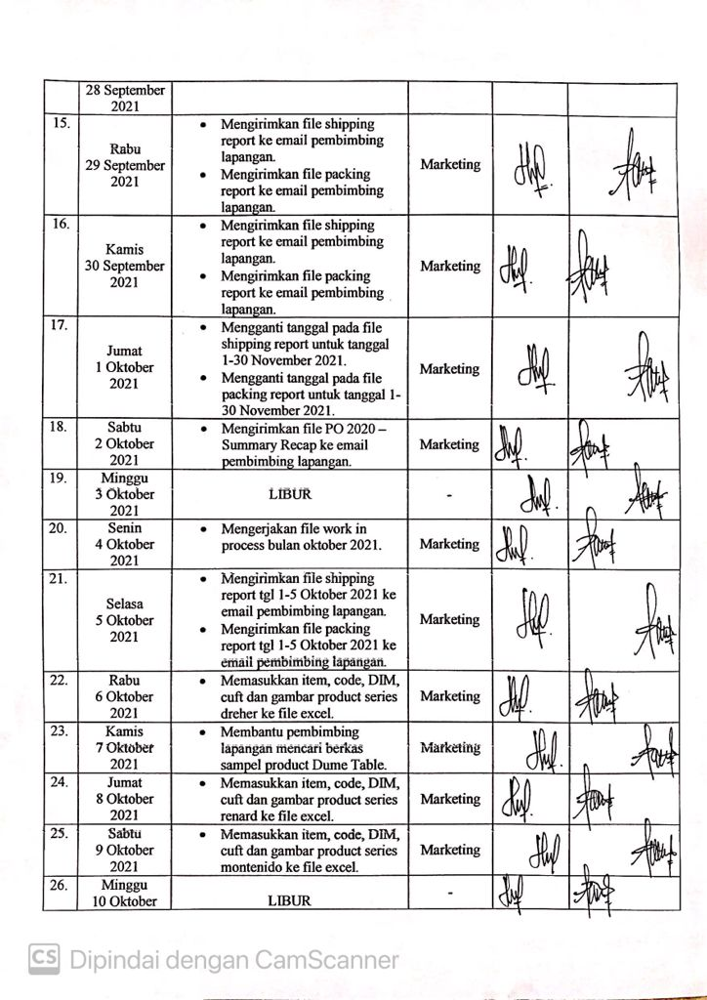 28 September
2021
15.
Rabu
29 September
2021
• Mengirimkan file shipping
report ke email pembimbing
lapangan.
• Mengirimkan file packing
report ke email pembimbing
lapangan.
Marketing
16.
Kamis
30 September
2021
• Mengirimkan file shipping
report ke email pembimbing
lapangan.
• Mengirimkan file packing
report ke email pembimbing
lapangan.
Marketing
17.
Jumat
1 Oktober
2021
• Mengganti tanggal pada file
shipping report untuk tanggal
1-30 November 2021.
• Mengganti tanggal pada file
packing report untuk tanggal 1-
30 November 2021.
Marketing
18.
Sabtu
2 Oktober
2021
• Mengirimkan file PO 2020 –
Summary Recap ke email
pembimbing lapangan.
Marketing
19.
Minggu
3 Oktober
2021
LIBUR
-
20.
Senin
4 Oktober
2021
• Mengerjakan file work in
process bulan oktober 2021.
Marketing
21.
Selasa
5 Oktober
2021
• Mengirimkan file shipping
report tgl 1-5 Oktober 2021 ke
email pembimbing lapangan.
• Mengirimkan file packing
report tgl 1-5 Oktober 2021 ke
email pembimbing lapangan.
Marketing
22.
Rabu
6 Oktober
2021
• Memasukkan item, code, DIM,
cuft dan gambar product series
dreher ke file excel.
Marketing
23.
Kamis
7 Oktober
2021
• Membantu pembimbing
lapangan mencari berkas
sampel product Dume Table.
Marketing
24.
Jumat
8 Oktober
2021
• Memasukkan item, code, DIM,
cuft dan gambar product series
renard ke file excel.
Marketing
25.
Sabtu
9 Oktober
2021
• Memasukkan item, code, DIM,
cuft dan gambar product series
montenido ke file excel.
Marketing
26.
Minggu
10 Oktober
LIBUR
-
CS Dipindai dengan CamScanner